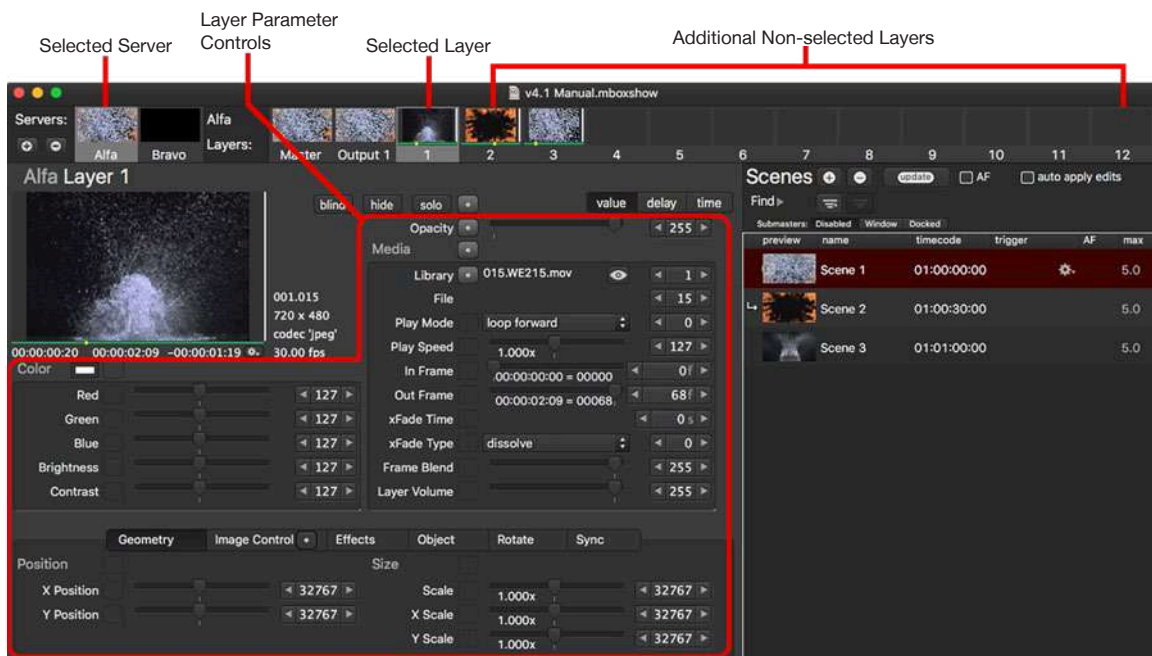 Layer Parameter
Controls
Selected Server
Selected Layer
Additional Non-selected Layers
v4.1 Manual.mboxshow
Servers:
Alfa
Layers:
Alfa Bravo Master Output 1 1 2 3 4 5 6 7 8 9 10 11 12
Alfa Layer 1
blind hide solo value delay time
Opacity 255
Media
Library 015.WE215.mov 1
File 15
Play Mode loop forward 0
Play Speed 1.000x 127
In Frame 00:00:00:00 = 00000 0f
Out Frame 00:00:02:09 = 00068 68f
xFade Time 0 s
xFade Type dissolve 0
Frame Blend 255
Layer Volume 255
001.015
720 x 480
codec 'jpeg'
30.00 fps
00:00:00:20 00:00:02:09 -00:00:01:19
Color
Red 127
Green 127
Blue 127
Brightness 127
Contrast 127
Geometry Image Control Effects Object Rotate Sync
Position
X Position 32767
Y Position 32767
Size
Scale 1.000x 32767
X Scale 1.000x 32767
Y Scale 1.000x 32767
Scenes update AF auto apply edits
Find
Submasters: Disabled Window Docked
preview name timecode trigger AF max
Scene 1 01:00:00:00 5.0
Scene 2 01:00:30:00 5.0
Scene 3 01:01:00:00 5.0